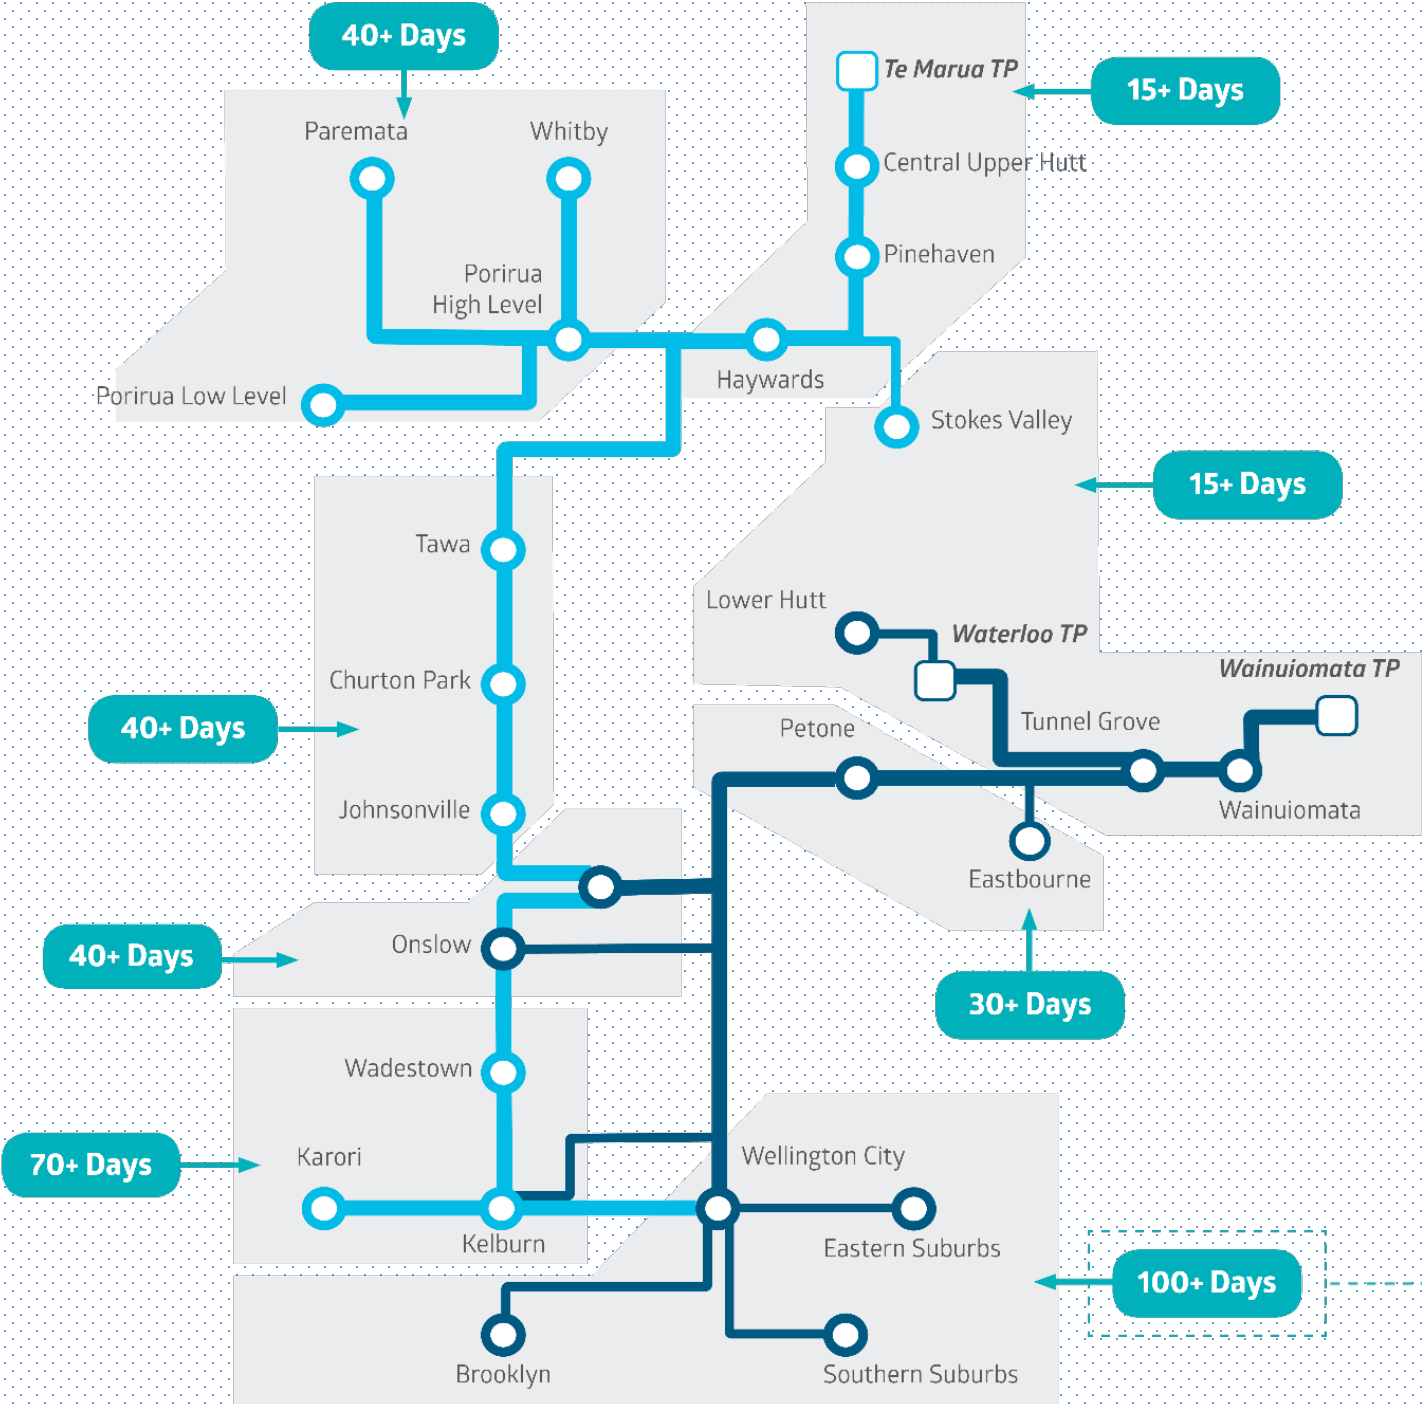 40+ Days
Te Marua TP
15+ Days
Paremata
Whitby
Central Upper Hutt
Pinehaven
Porirua
High Level
Haywards
Porirua Low Level
Stokes Valley
15+ Days
Tawa
Lower Hutt
Waterloo TP
Wainuiomata TP
Churton Park
40+ Days
Petone
Tunnel Grove
Johnsonville
Wainuiomata
Eastbourne
Onslow
40+ Days
30+ Days
Wadestown
Karori
70+ Days
Wellington City
Kelburn
Eastern Suburbs
100+ Days
Brooklyn
Southern Suburbs